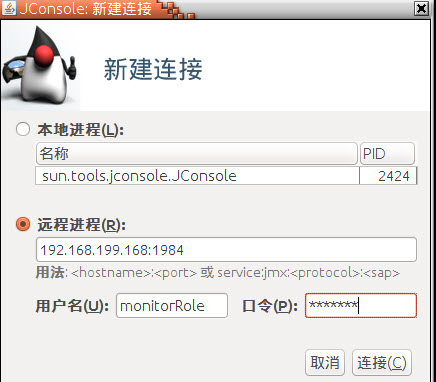 JConsole: 新建连接
新建连接
本地进程(L):
名称 PID
sun.tools.jconsole.JConsole 2424
远程进程(R):
192.168.199.168:1984
用法: <hostname>:<port> 或 service:jmx:<protocol>:<sap>
用户名(U): monitorRole 口令(P): *******
取消 连接(C)